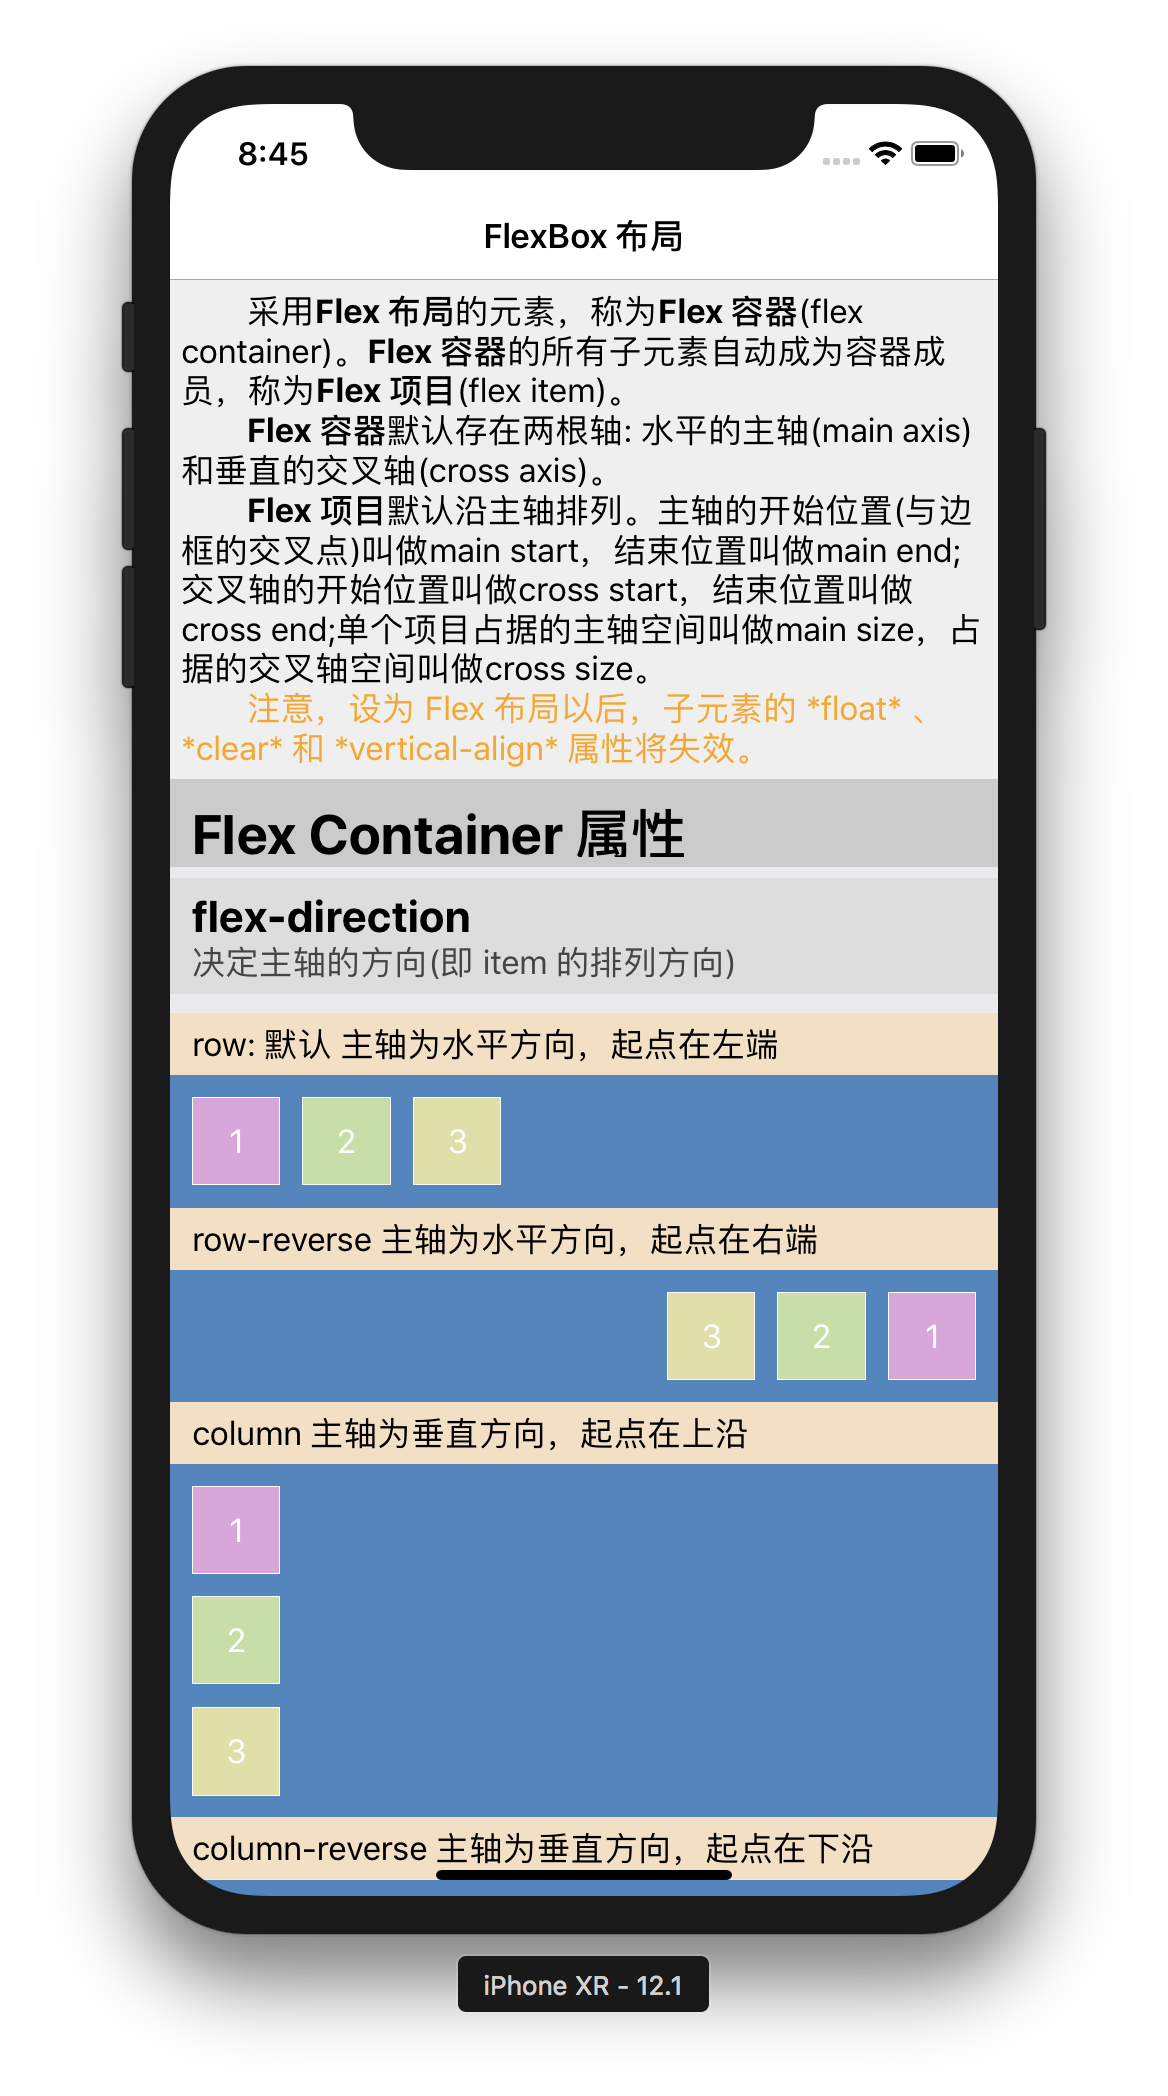 8:45
FlexBox 布局
采用Flex 布局的元素，称为Flex 容器(flex
container)。Flex 容器的所有子元素自动成为容器成
员，称为Flex 项目(flex item)。
Flex 容器默认存在两根轴: 水平的主轴(main axis)
和垂直的交叉轴(cross axis)。
Flex 项目默认沿主轴排列。主轴的开始位置(与边
框的交叉点)叫做main start，结束位置叫做main end;
交叉轴的开始位置叫做cross start，结束位置叫做
cross end;单个项目占据的主轴空间叫做main size，占
据的交叉轴空间叫做cross size。
注意，设为 Flex 布局以后，子元素的 *float* 、
*clear* 和 *vertical-align* 属性将失效。
Flex Container 属性
flex-direction
决定主轴的方向(即 item 的排列方向)
row: 默认 主轴为水平方向，起点在左端
1 2 3
row-reverse 主轴为水平方向，起点在右端
3 2 1
column 主轴为垂直方向，起点在上沿
1
2
3
column-reverse 主轴为垂直方向，起点在下沿
iPhone XR - 12.1